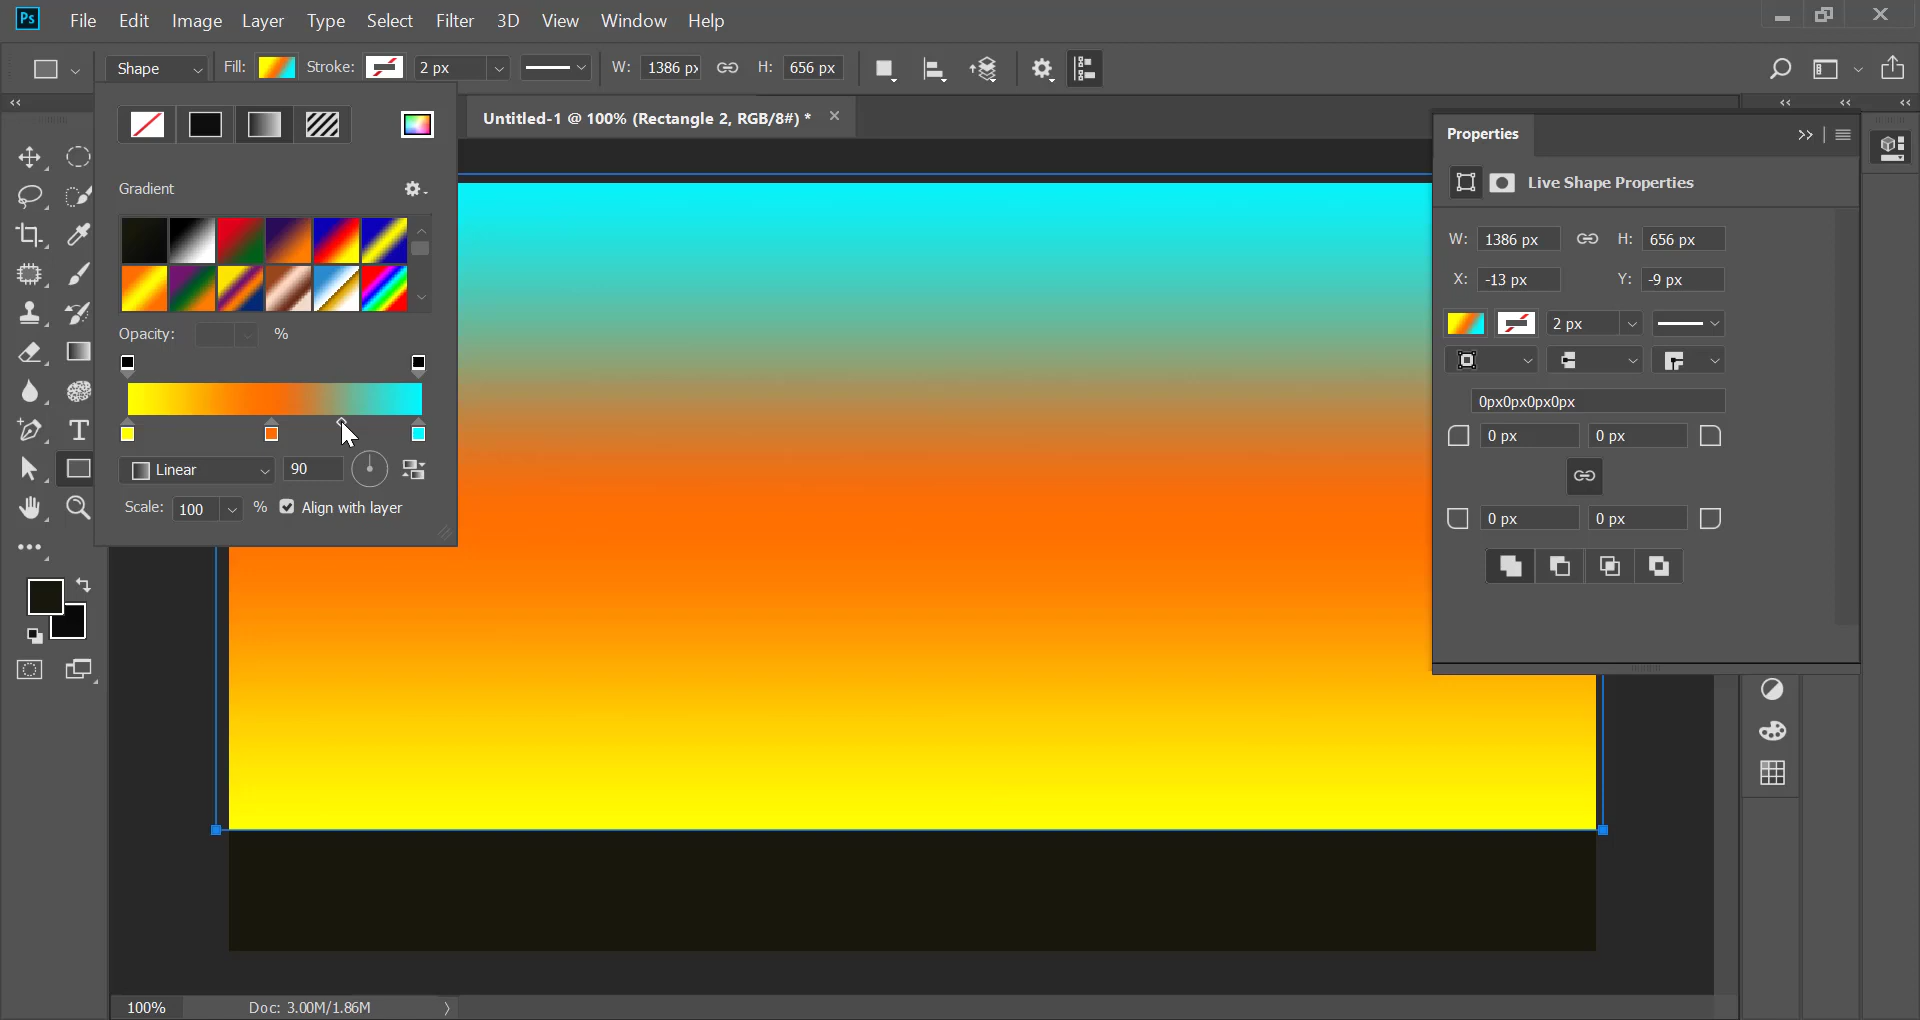 Ps File Edit Image Layer Type Select Filter 3D View Window Help
Shape Fill: Stroke: 2 px W: 1386 px H: 656 px
Untitled-1 @ 100% (Rectangle 2, RGB/8#) *
Gradient
Opacity: %
Linear 90
Scale: 100 % Align with layer
T
Properties
Live Shape Properties
W: 1386 px H: 656 px
X: -13 px Y: -9 px
2 px
0px0px0px0px
0 px 0 px
0 px 0 px
100% Doc: 3.00M/1.86M